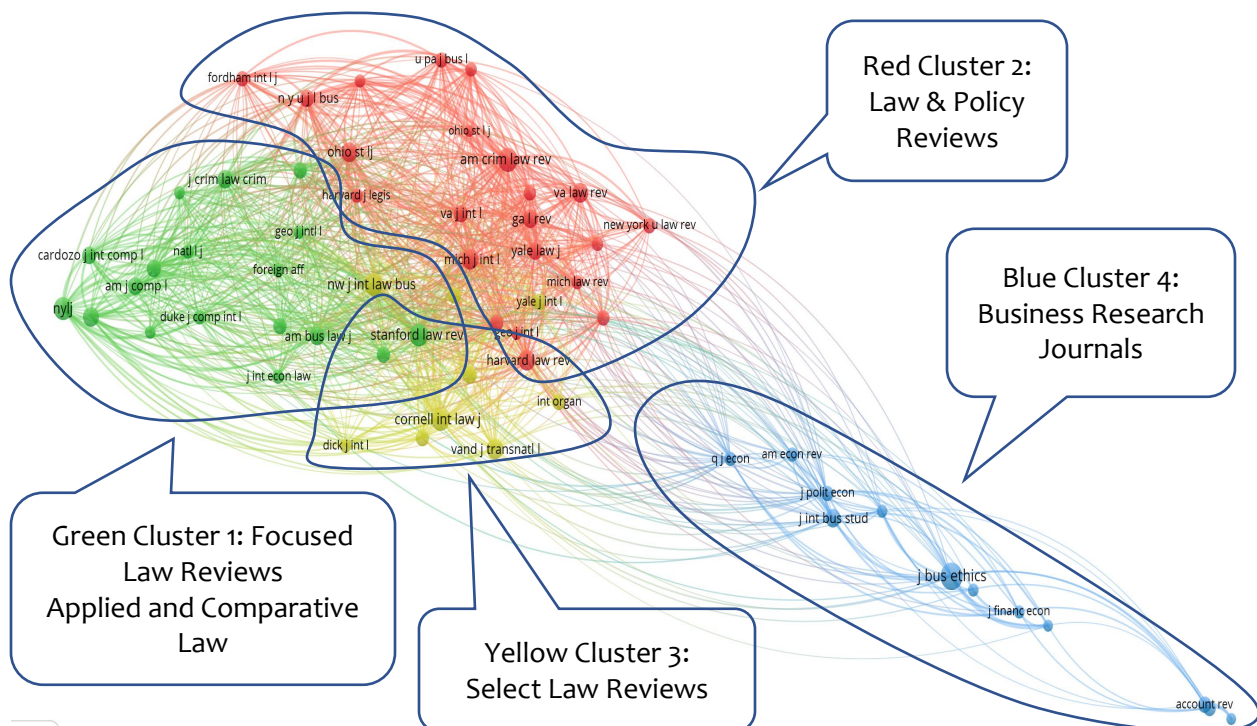 u pa j bus l
fordham int l j
n y u j l bus
ohio st l j
ohio st lj
am crim law rev
j crim law crim
harvard j legis
va law rev
va j int l
ga l rev
new york u law rev
geo j intl l
natl l j
cardozo j int comp l
yale law j
mich j int l
foreign aff
am j comp l
nw j int law bus
mich law rev
yale j int l
nylj
duke j comp int l
am bus law j
stanford law rev
geo j int l
harvard law rev
j int econ law
int organ
cornell int law j
dick j int l
vand j transnatl l
q j econ
am econ rev
j polit econ
j int bus stud
j bus ethics
j financ econ
account rev
Red Cluster 2:
Law & Policy
Reviews
Blue Cluster 4:
Business Research
Journals
Green Cluster 1: Focused
Law Reviews
Applied and Comparative
Law
Yellow Cluster 3:
Select Law Reviews